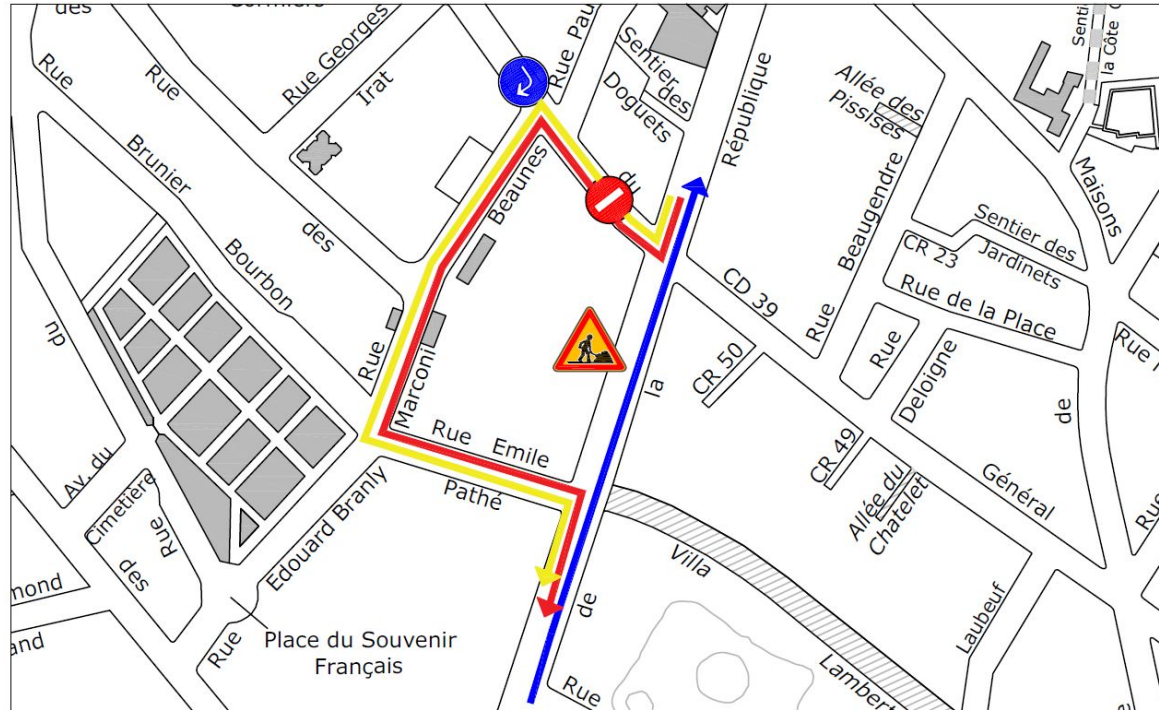 des
Rue Georges
Irat
Rue Pau
Sentier des
Doguets
République
Allée des
Pissises
la Côte
Maisons
Rue
Brunier
Bourbon
Rue
des
Rue
Beaunes
du
Beaugendre
Rue
Sentier des
Jardinets
CR 23
CD 39
Rue de la Place
Rue
Deloigne
CR 50
la
de
Marconi
Rue Emile
Pathé
CR 49
Allée du
Chatelet
Général
Rue
du
Av. du
Cimetière
Rue
des
Edouard Branly
Rue
Place du Souvenir
Français
de
Villa
Lambert
Laubeuf
Rue
mond
and